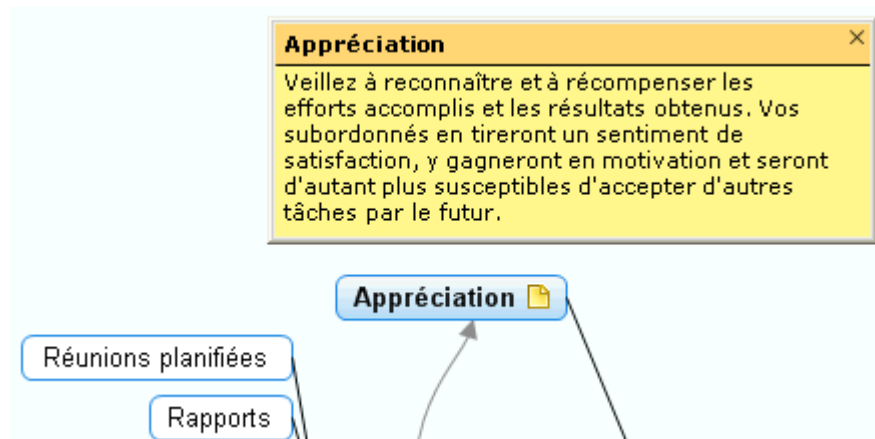 Appréciation
Veillez à reconnaître et à récompenser les
efforts accomplis et les résultats obtenus. Vos
subordonnés en tireront un sentiment de
satisfaction, y gagneront en motivation et seront
d'autant plus susceptibles d'accepter d'autres
tâches par le futur.
Appréciation
Réunions planifiées
Rapports